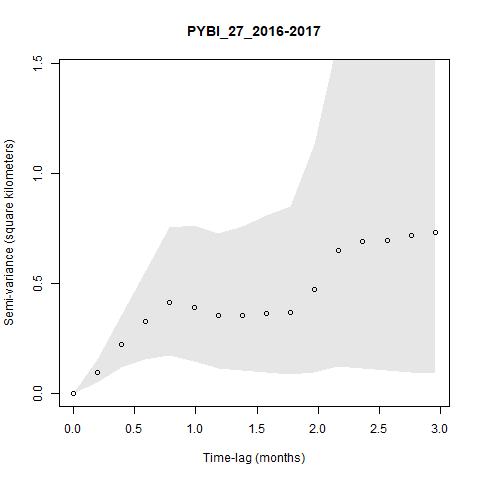 PYBI_27_2016-2017
Semi-variance (square kilometers)
1.5
1.0
0.5
0.0
0.0 0.5 1.0 1.5 2.0 2.5 3.0
Time-lag (months)